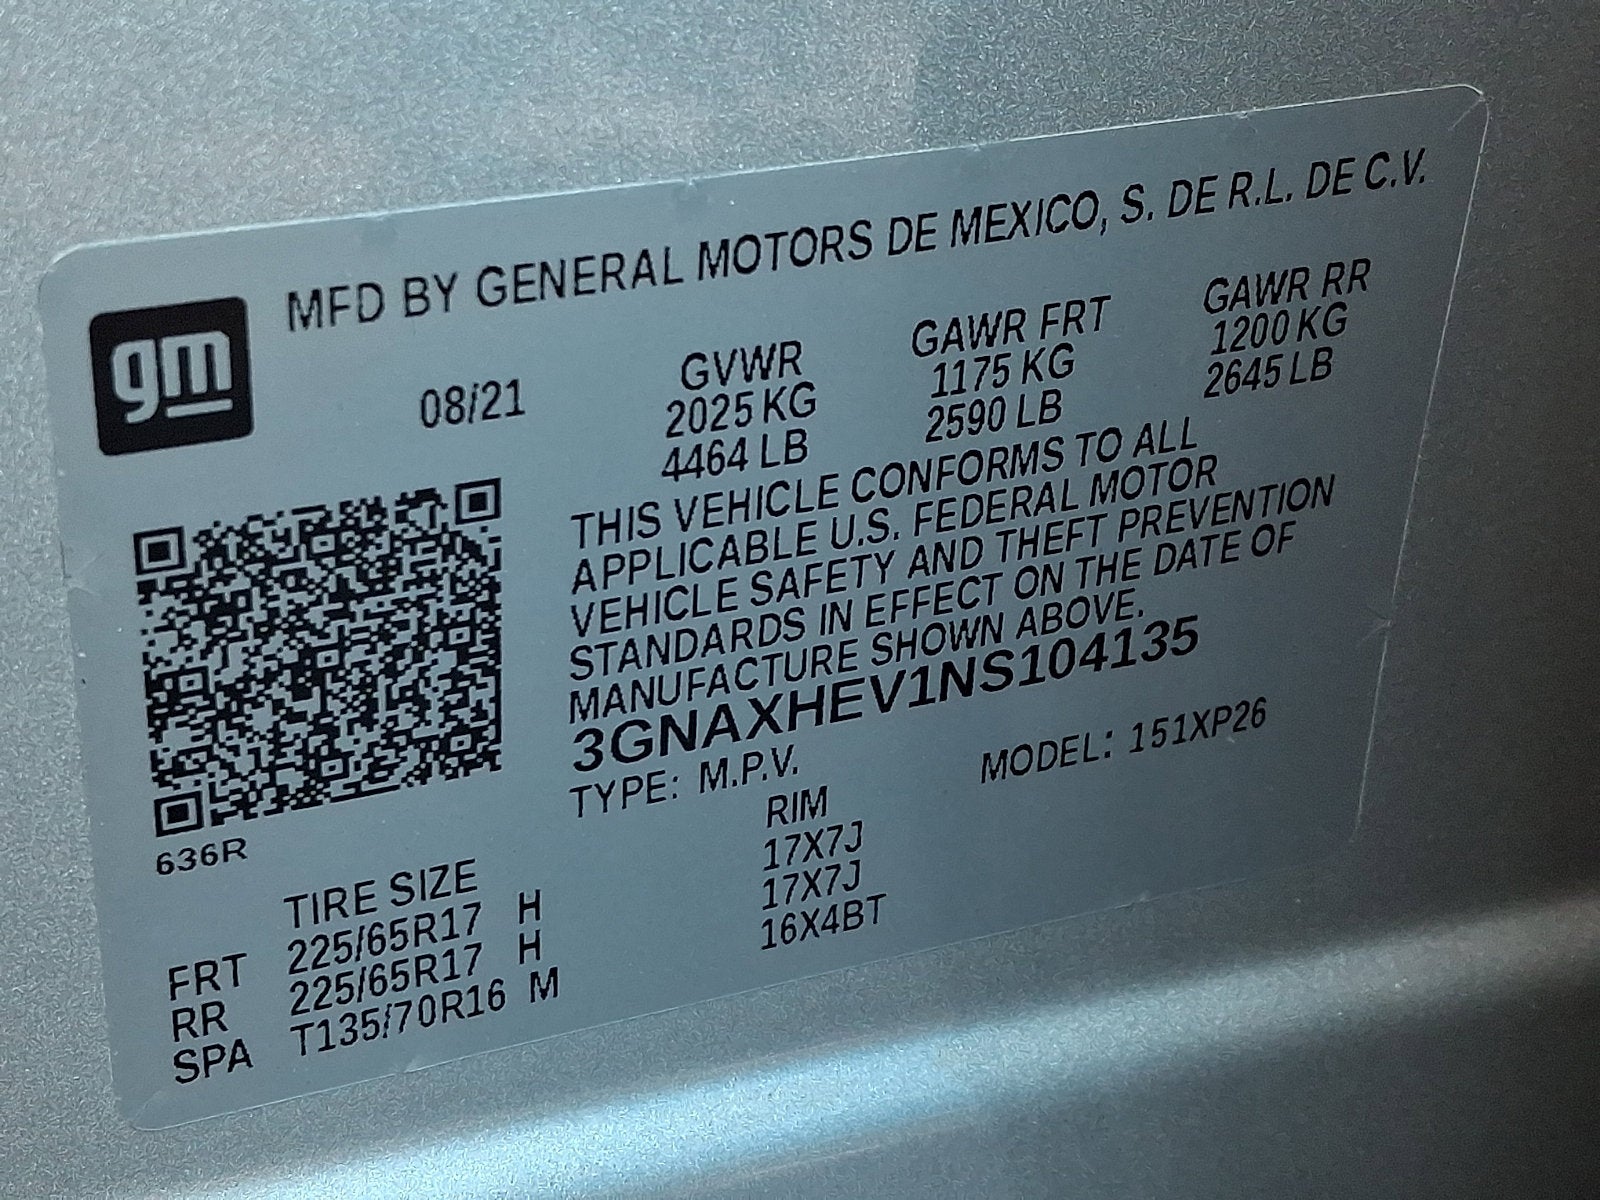 MFD BY GENERAL MOTORS DE MEXICO, S. DE R.L. DE C.V.
gm
08/21
GVWR
2025 KG
4464 LB
GAWR FRT
1175 KG
2590 LB
GAWR RR
1200 KG
2645 LB
THIS VEHICLE CONFORMS TO ALL
APPLICABLE U.S. FEDERAL MOTOR
VEHICLE SAFETY AND THEFT PREVENTION
STANDARDS IN EFFECT ON THE DATE OF
MANUFACTURE SHOWN ABOVE.
3GNAXHEV1NS104135
TYPE: M.P.V. MODEL: 151XP26
636R
TIRE SIZE RIM
FRT 225/65R17 H 17X7J
RR 225/65R17 H 17X7J
SPA T135/70R16 M 16X4BT